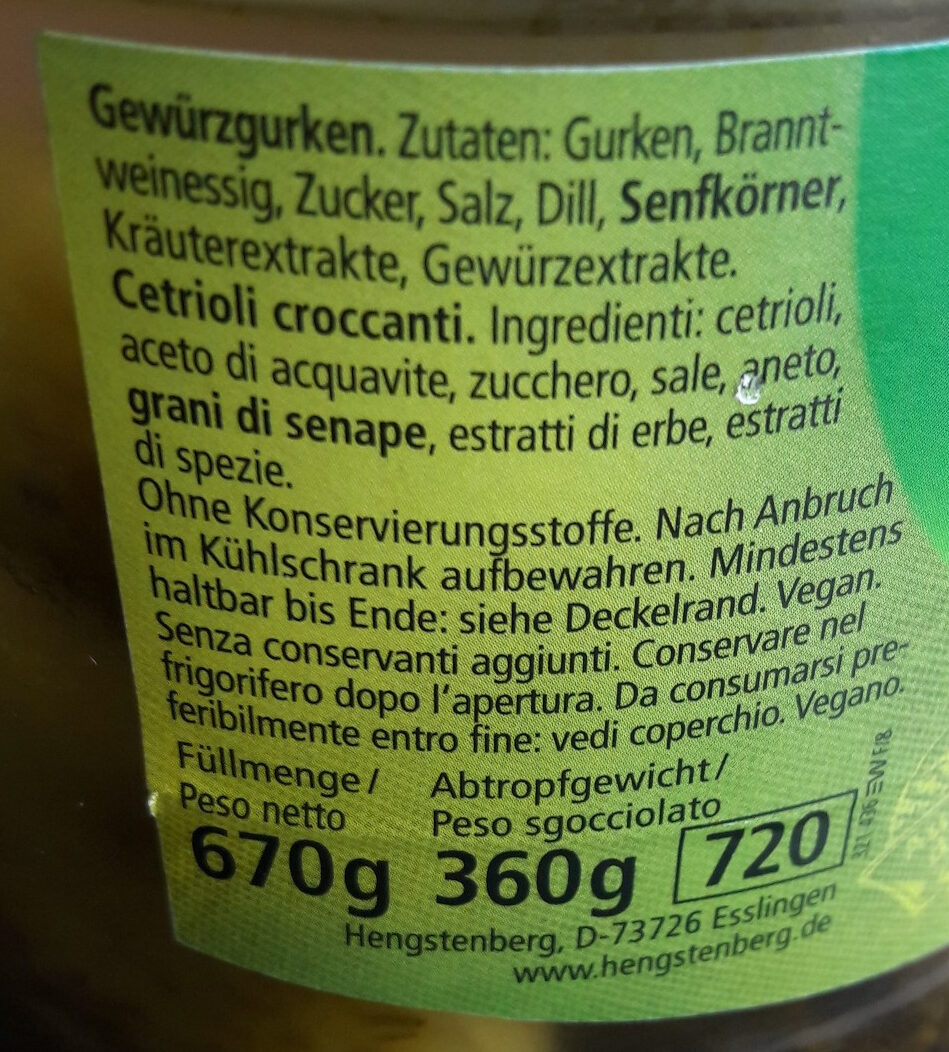 Gewürzgurken. Zutaten: Gurken, Brannt-
weinessig, Zucker, Salz, Dill, Senfkörner,
Kräuterextrakte, Gewürzextrakte.
Cetrioli croccanti. Ingredienti: cetrioli,
aceto di acquavite, zucchero, sale, aneto,
grani di senape, estratti di erbe, estratti
di spezie.
Ohne Konservierungsstoffe. Nach Anbruch
im Kühlschrank aufbewahren. Mindestens
haltbar bis Ende: siehe Deckelrand. Vegan.
Senza conservanti aggiunti. Conservare nel
frigorifero dopo l'apertura. Da consumarsi pre-
feribilmente entro fine: vedi coperchio. Vegano.
Füllmenge/ Abtropfgewicht/
Peso netto Peso sgocciolato
670g 360g 720
Hengstenberg, D-73726 Esslingen
www.hengstenberg.de